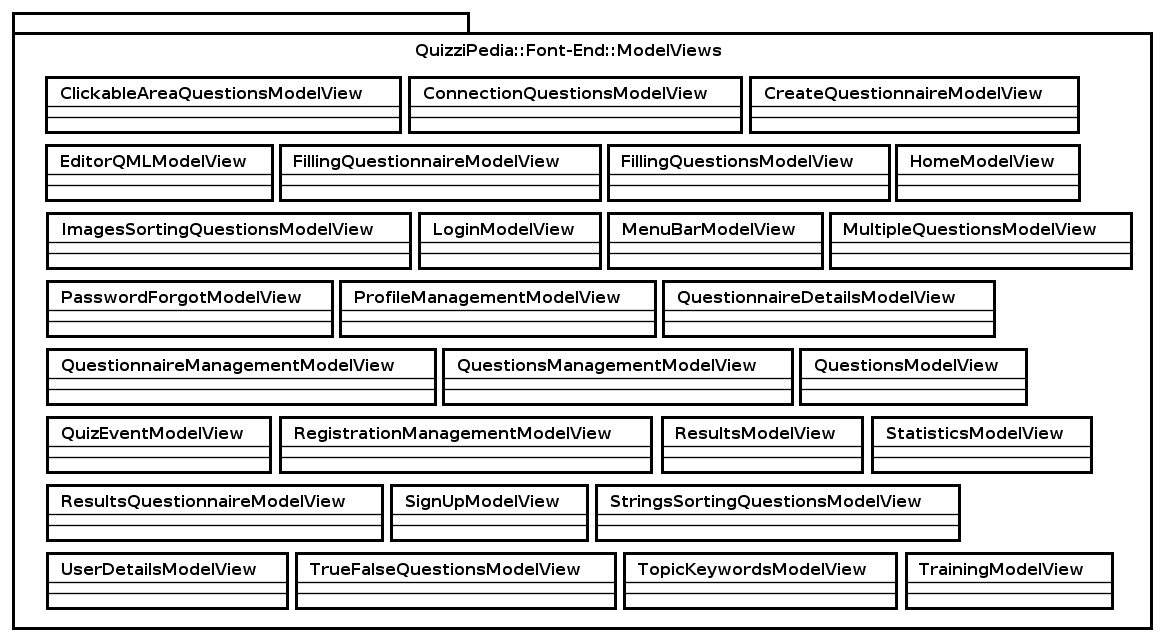 QuizziPedia::Font-End::ModelViews
ClickableAreaQuestionsModelView ConnectionQuestionsModelView CreateQuestionnaireModelView
EditorQMLModelView FillingQuestionnaireModelView FillingQuestionsModelView HomeModelView
ImagesSortingQuestionsModelView LoginModelView MenuBarModelView MultipleQuestionsModelView
PasswordForgotModelView ProfileManagementModelView QuestionnaireDetailsModelView
QuestionnaireManagementModelView QuestionsManagementModelView QuestionsModelView
QuizEventModelView RegistrationManagementModelView ResultsModelView StatisticsModelView
ResultsQuestionnaireModelView SignUpModelView StringsSortingQuestionsModelView
UserDetailsModelView TrueFalseQuestionsModelView TopicKeywordsModelView TrainingModelView